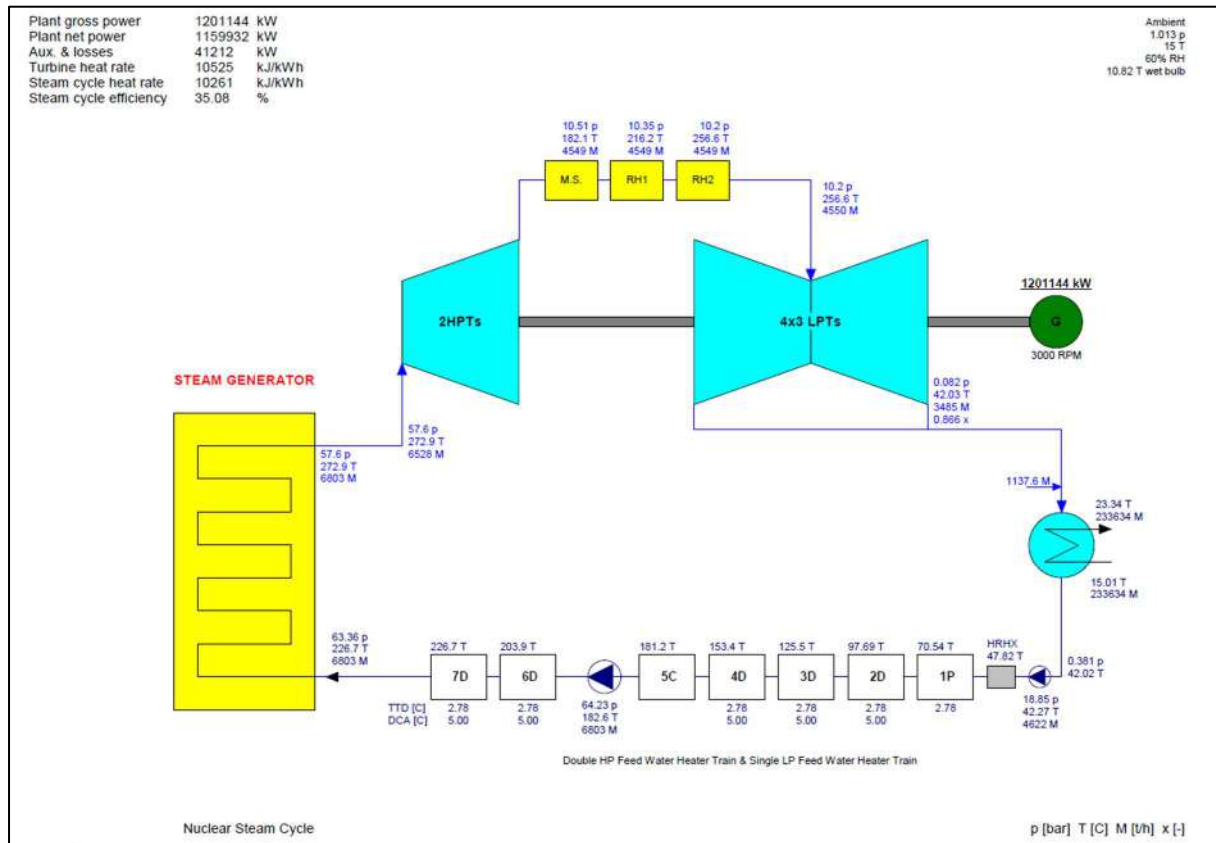 Plant gross power 1201144 kW
Plant net power 1159932 kW
Aux. & losses 41212 kW
Turbine heat rate 10525 kJ/kWh
Steam cycle heat rate 10261 kJ/kWh
Steam cycle efficiency 35.08 %
Ambient
1.013 p
15 T
60% RH
10.82 T wet bulb
10.51 p
182.1 T
4549 M
10.35 p
216.2 T
4549 M
10.2 p
256.6 T
4549 M
M.S.
RH1
RH2
10.2 p
256.6 T
4550 M
2HPTs
4x3 LPTs
1201144 kW
G
3000 RPM
STEAM GENERATOR
57.6 p
272.9 T
6803 M
57.6 p
272.9 T
6528 M
0.082 p
42.03 T
3485 M
0.866 x
1137.6 M
23.34 T
233634 M
15.01 T
233634 M
63.36 p
226.7 T
6803 M
226.7 T
203.9 T
181.2 T
153.4 T
125.5 T
97.69 T
70.54 T
HRHX
47.82 T
0.381 p
42.02 T
7D
6D
5C
4D
3D
2D
1P
TTD [C] 2.78 2.78 2.78 2.78 2.78 2.78
DCA [C] 5.00 5.00 5.00 5.00 5.00
64.23 p
182.6 T
6803 M
18.85 p
42.27 T
4622 M
Double HP Feed Water Heater Train & Single LP Feed Water Heater Train
Nuclear Steam Cycle
p [bar] T [C] M [t/h] x [-]